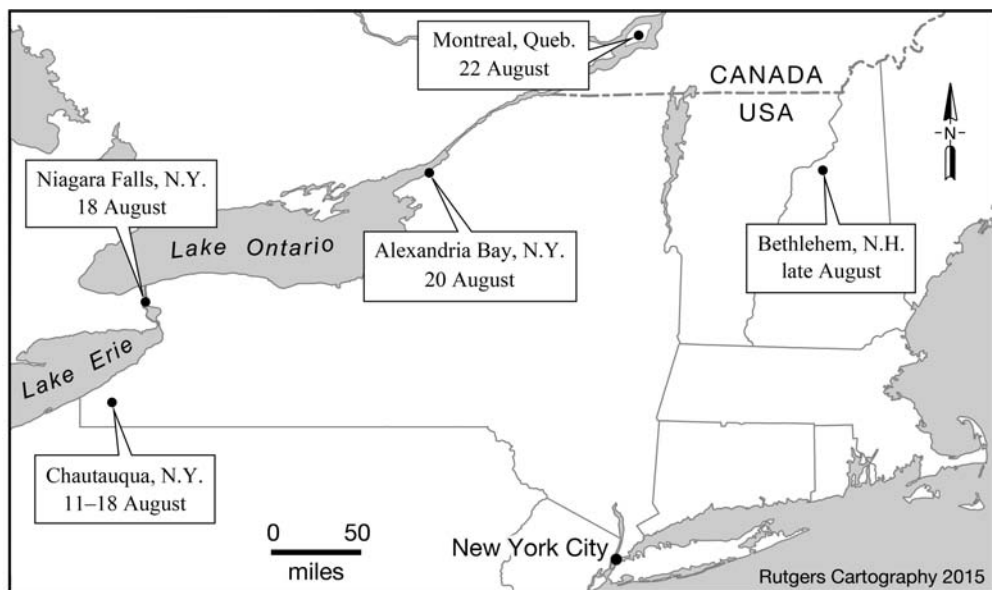 Montreal, Queb.
22 August
CANADA
USA
N
Niagara Falls, N.Y.
18 August
Lake Ontario
Alexandria Bay, N.Y.
20 August
Bethlehem, N.H.
late August
Lake Erie
Chautauqua, N.Y.
11–18 August
0 50
miles
New York City
Rutgers Cartography 2015